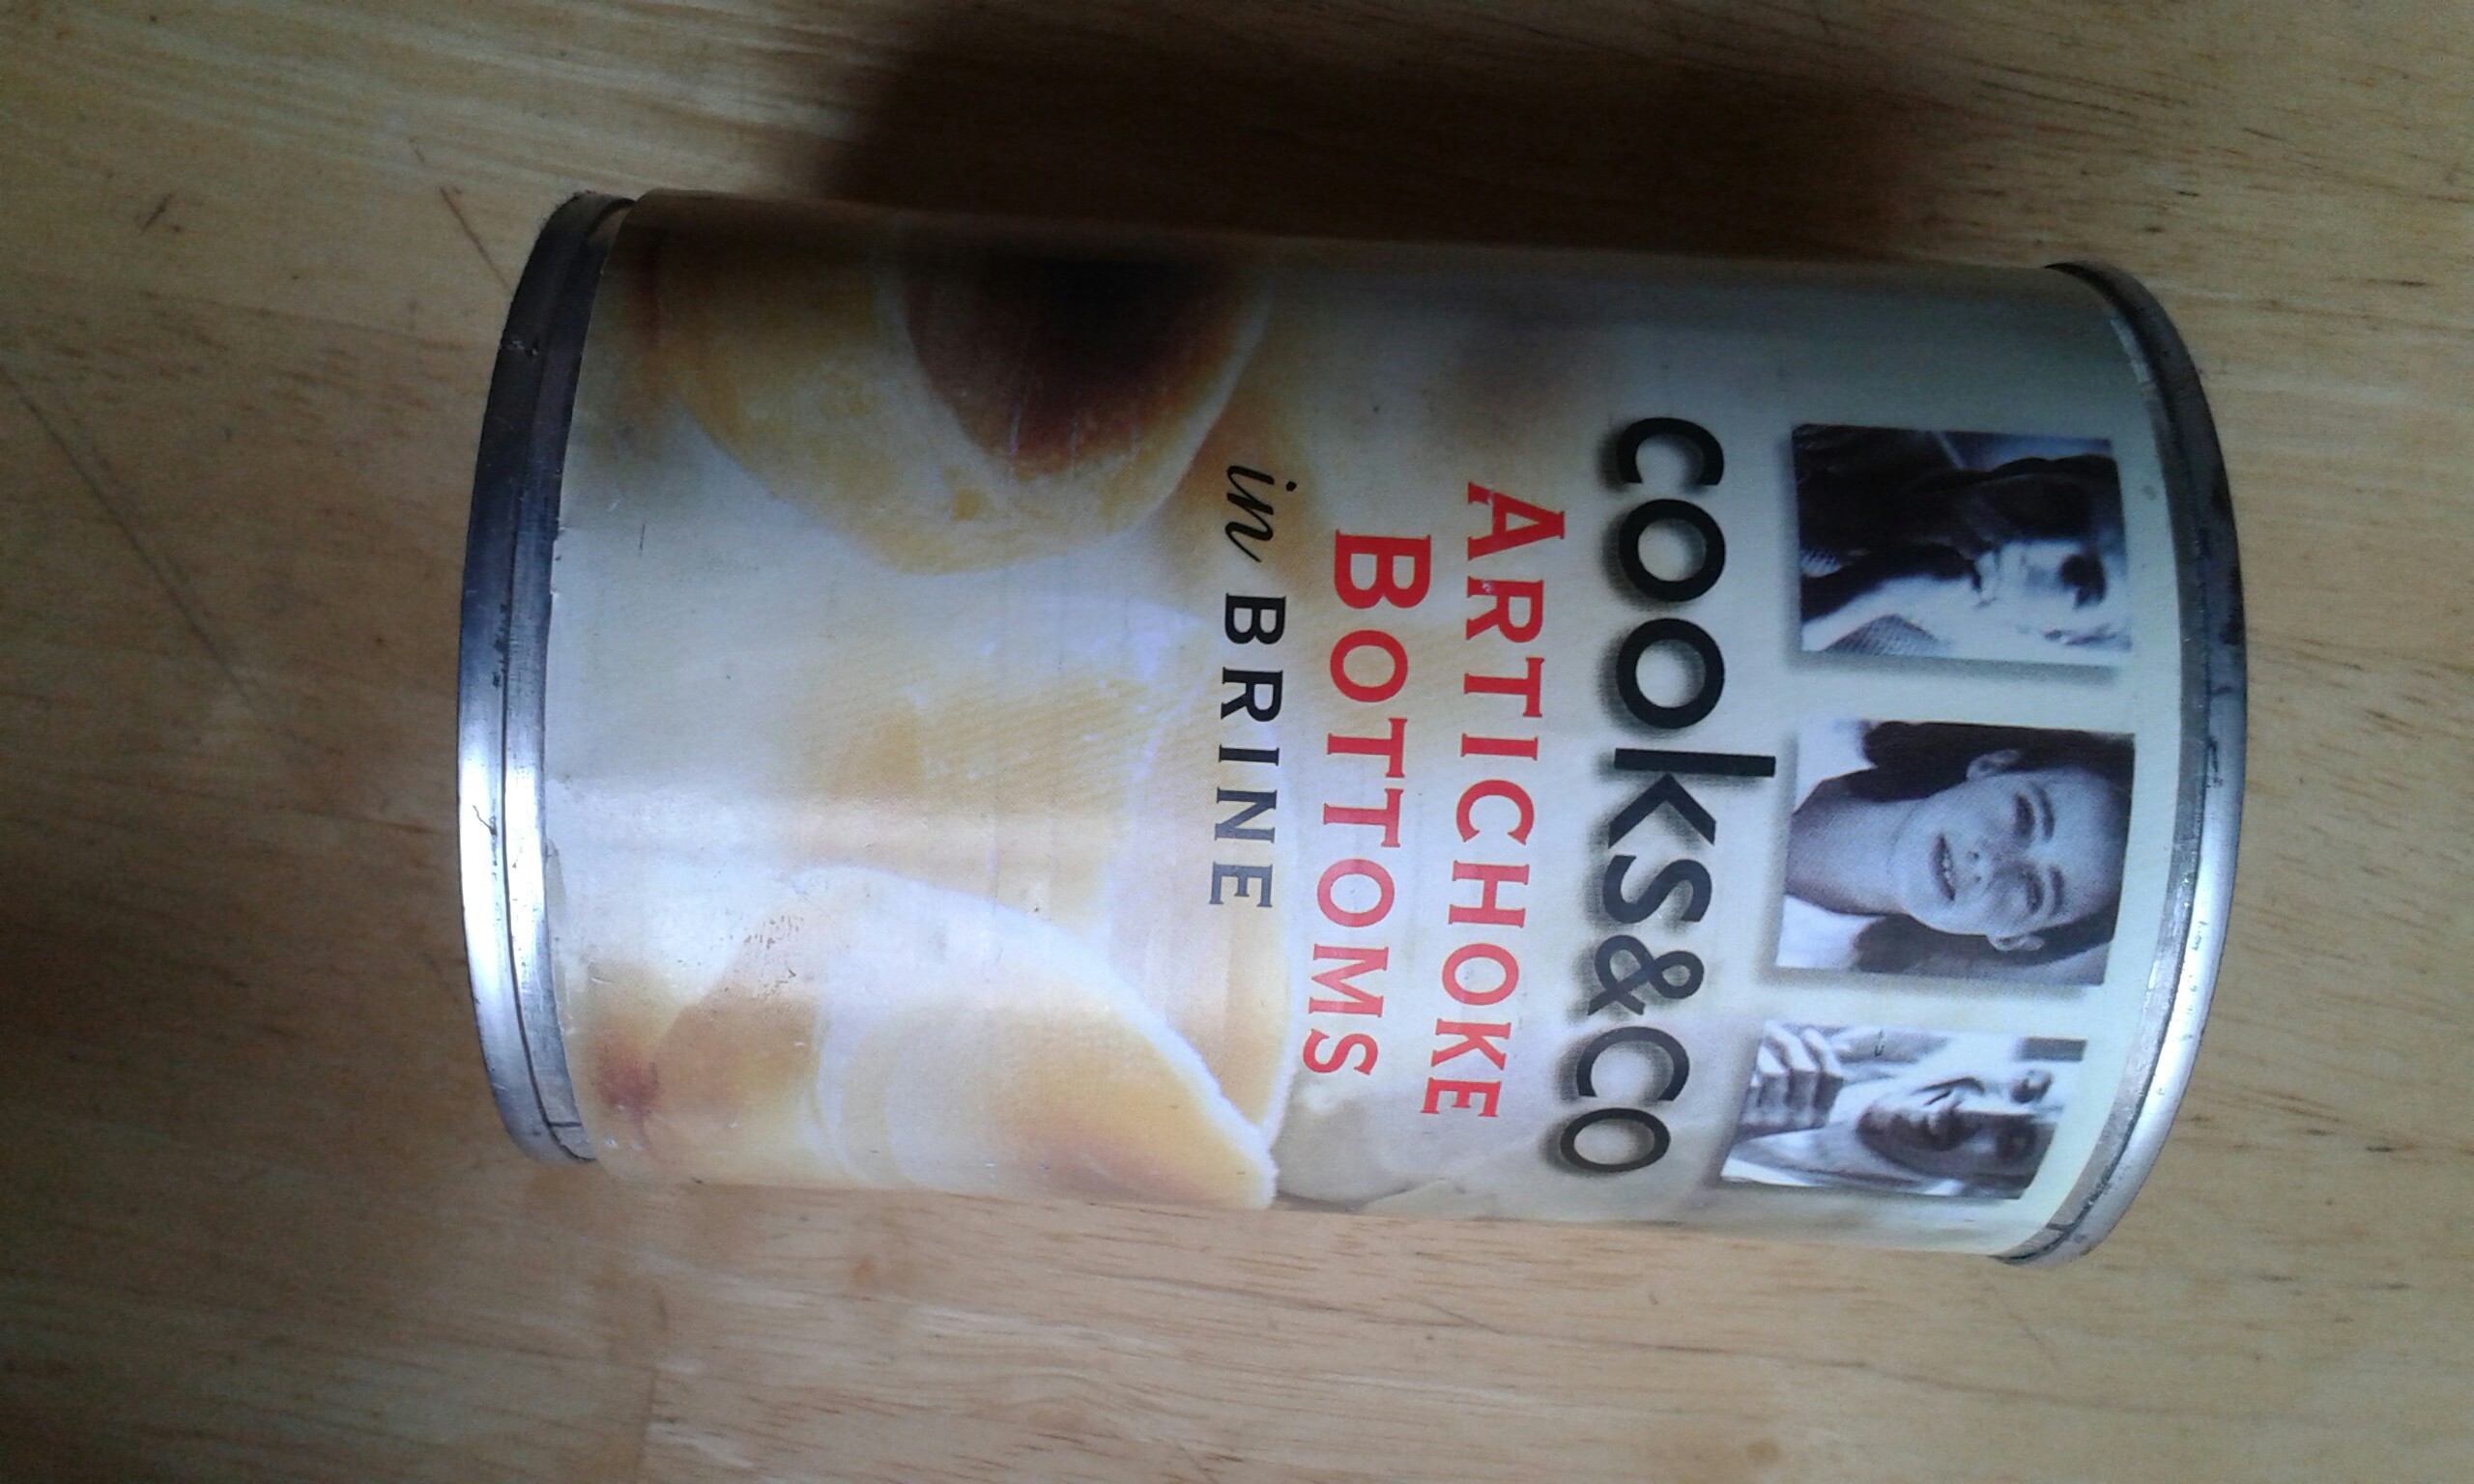 cooks&co
ARTICHOKE
BOTTOMS
in BRINE